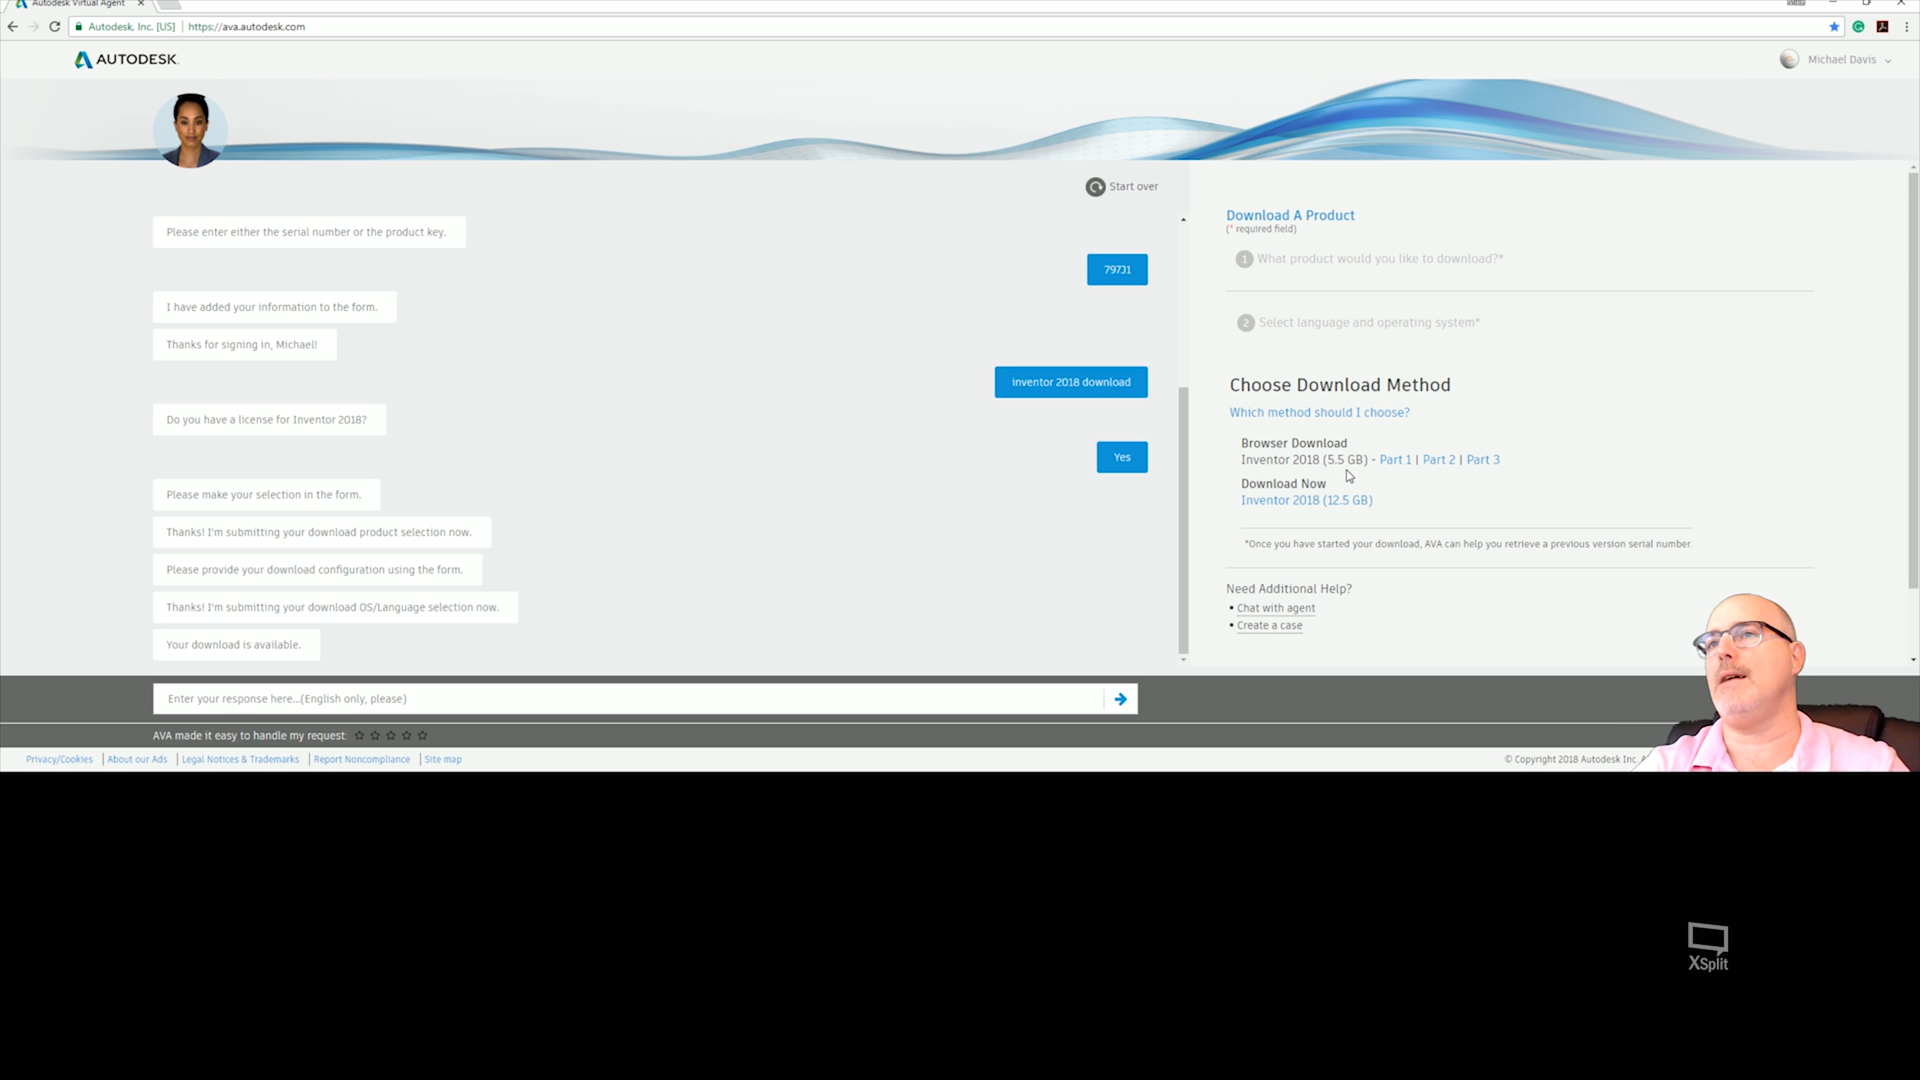 Autodesk Virtual Agent
Autodesk, Inc. [US] | https://ava.autodesk.com
AUTODESK.
Michael Davis
Start over
Please enter either the serial number or the product key.
797J1
I have added your information to the form.
Thanks for signing in, Michael!
inventor 2018 download
Do you have a license for Inventor 2018?
Yes
Please make your selection in the form.
Thanks! I'm submitting your download product selection now.
Please provide your download configuration using the form.
Thanks! I'm submitting your download OS/Language selection now.
Your download is available.
Download A Product
(* required field)
1 What product would you like to download?*
2 Select language and operating system*
Choose Download Method
Which method should I choose?
Browser Download
Inventor 2018 (5.5 GB) - Part 1 | Part 2 | Part 3
Download Now
Inventor 2018 (12.5 GB)
*Once you have started your download, AVA can help you retrieve a previous version serial number.
Need Additional Help?
• Chat with agent
• Create a case
Enter your response here...(English only, please)
AVA made it easy to handle my request:
Privacy/Cookies | About our Ads | Legal Notices & Trademarks | Report Noncompliance | Site map
© Copyright 2018 Autodesk Inc.
XSplit